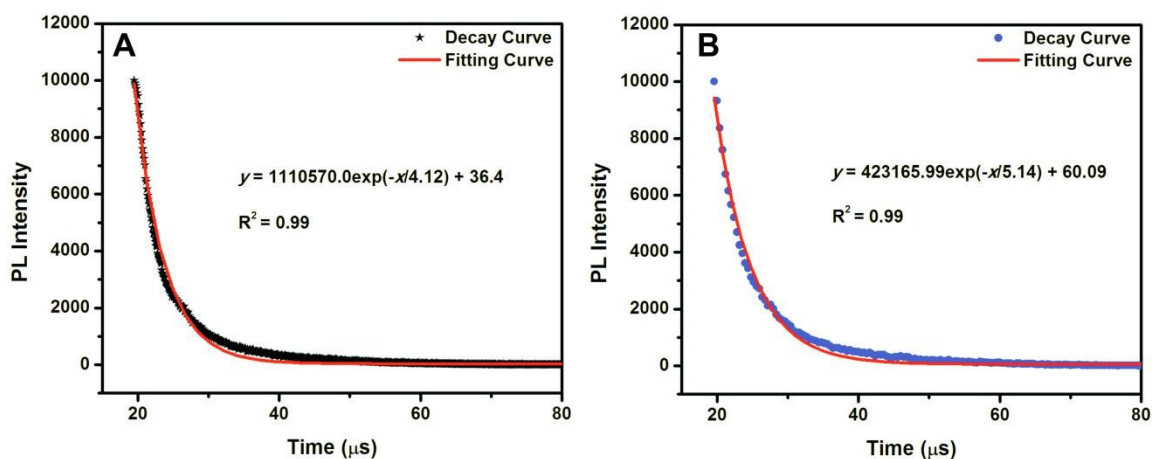 A
Decay Curve
Fitting Curve
y = 1110570.0exp(-x/4.12) + 36.4
R² = 0.99
PL Intensity
12000
10000
8000
6000
4000
2000
0
20
40
60
80
Time (μs)
B
Decay Curve
Fitting Curve
y = 423165.99exp(-x/5.14) + 60.09
R² = 0.99
PL Intensity
12000
10000
8000
6000
4000
2000
0
20
40
60
80
Time (μs)